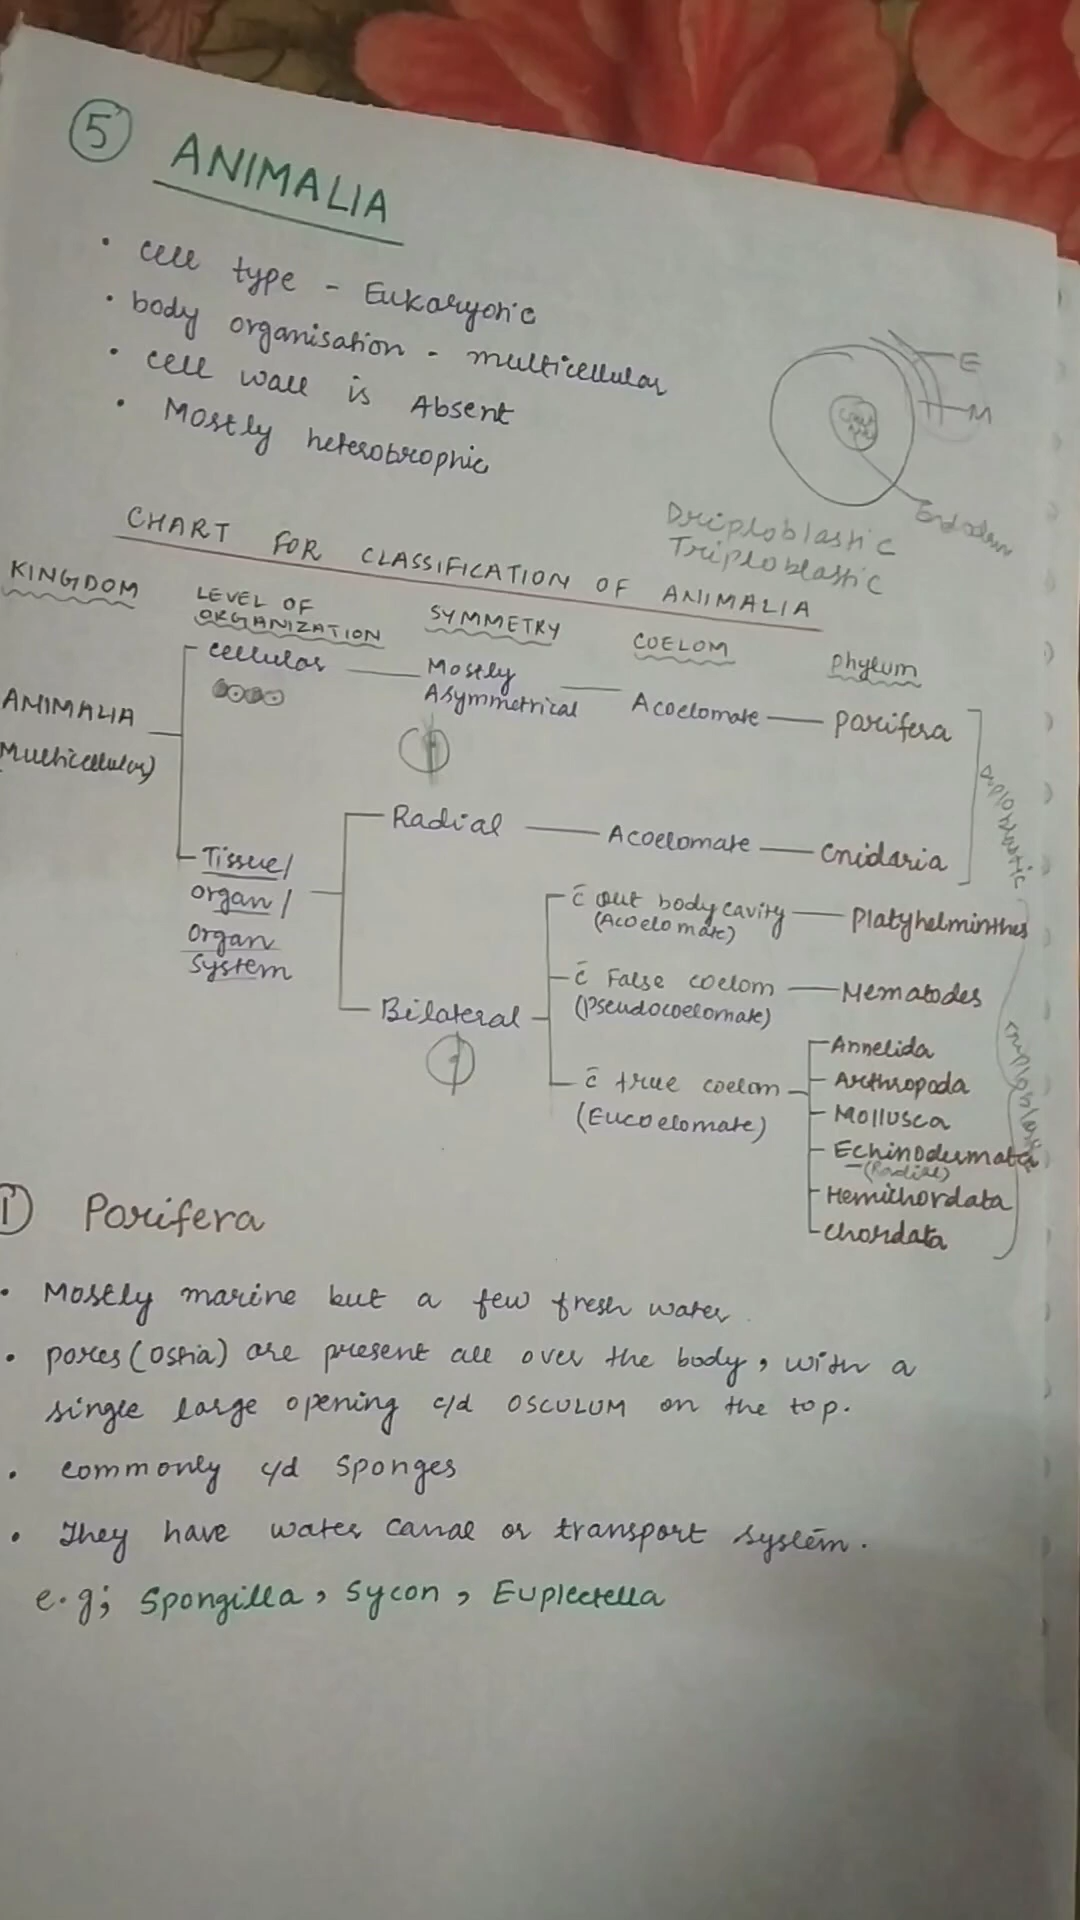 5 ANIMALIA
• cell type - Eukaryotic
• body organisation - multicellular
• cell wall is Absent
• Mostly heterotrophic
E
M
Endoderm
Driploblastic
Triploblastic
CHART FOR CLASSIFICATION OF ANIMALIA
KINGDOM
LEVEL OF
ORGANIZATION
SYMMETRY
COELOM
phylum
cellular
Mostly
Asymmetrical
Acoelomate
porifera
ANIMALIA
(Multicellular)
diploblastic
Tissue/
organ/
organ
system
Radial
Acoelomate
Cnidaria
Bilateral
c̄ out body cavity
(Acoelomate)
Platyhelminthes
c̄ False coelom
(Pseudocoelomate)
Nematodes
c̄ true coelom
(Eucoelomate)
Annelida
Arthropoda
Mollusca
Echinodermata
(Radial)
Hemichordata
chordata
1 Porifera
• Mostly marine but a few fresh water.
• pores (ostia) are present all over the body, with a
single large opening c/d OSCULUM on the top.
• commonly c/d sponges
• They have water canal or transport system.
e.g; Spongilla, Sycon, Euplectella